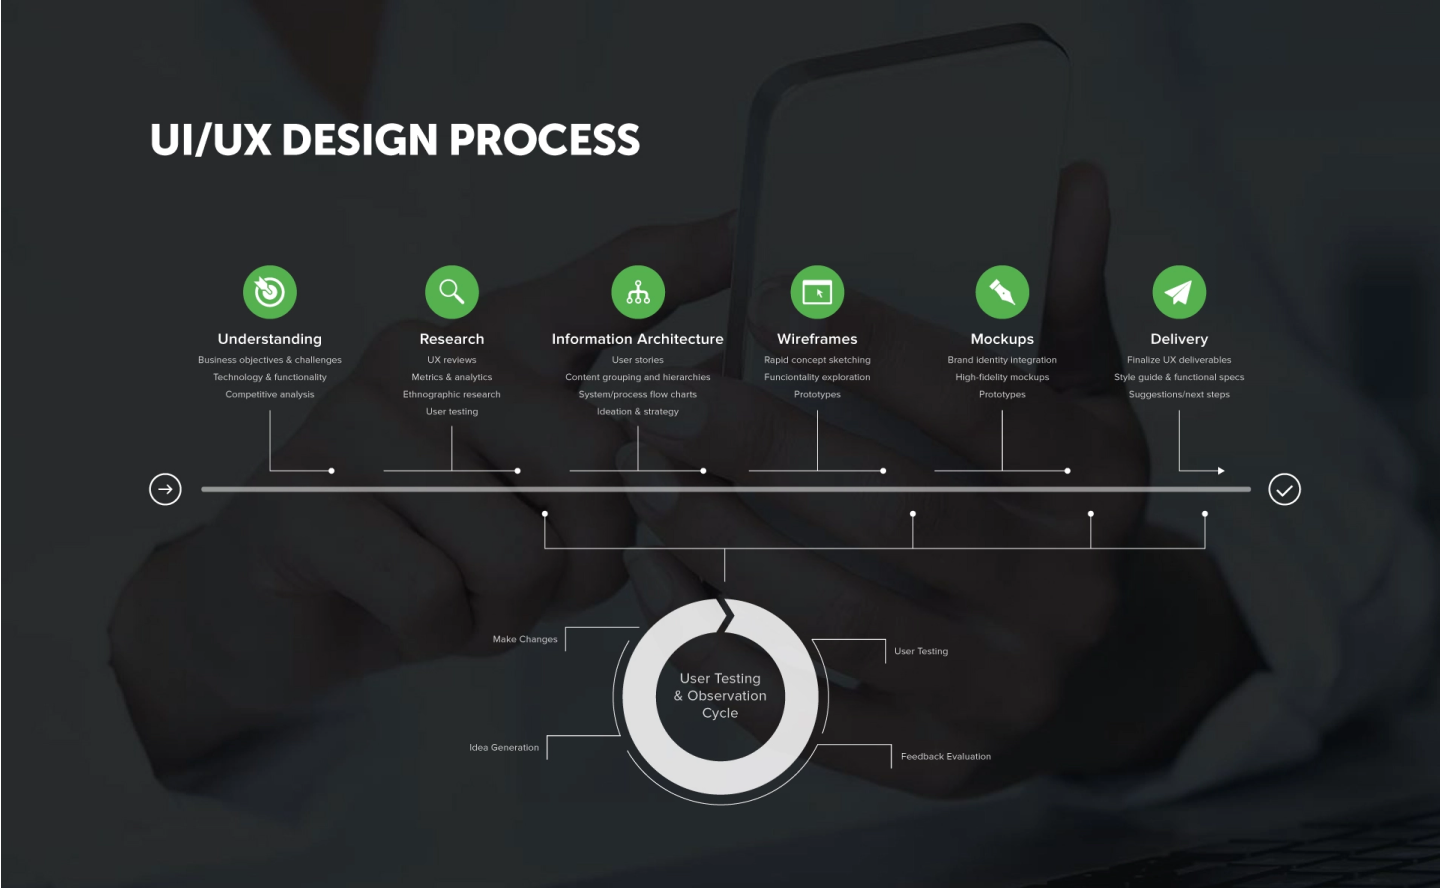 UI/UX DESIGN PROCESS
Understanding
Business objectives & challenges
Technology & functionality
Competitive analysis
Research
UX reviews
Metrics & analytics
Ethnographic research
User testing
Information Architecture
User stories
Content grouping and hierarchies
System/process flow charts
Ideation & strategy
Wireframes
Rapid concept sketching
Funciontality exploration
Prototypes
Mockups
Brand identity integration
High-fidelity mockups
Prototypes
Delivery
Finalize UX deliverables
Style guide & functional specs
Suggestions/next steps
User Testing
& Observation
Cycle
Make Changes
User Testing
Idea Generation
Feedback Evaluation